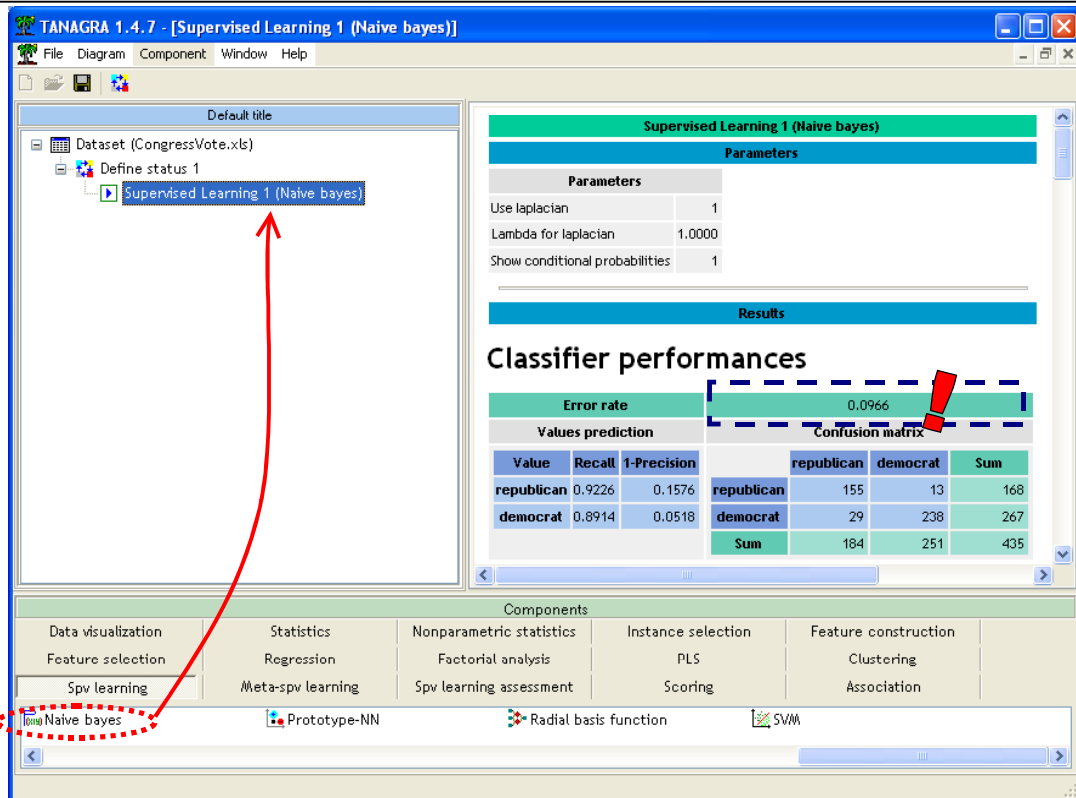 TANAGRA 1.4.7 - [Supervised Learning 1 (Naive bayes)]
File Diagram Component Window Help
Default title
Dataset (CongressVote.xls)
Define status 1
Supervised Learning 1 (Naive bayes)
Supervised Learning 1 (Naive bayes)
Parameters
Parameters
Use laplacian 1
Lambda for laplacian 1.0000
Show conditional probabilities 1
Results
Classifier performances
Error rate 0.0966
Values prediction Confusion matrix
Value Recall 1-Precision republican democrat Sum
republican 0.9226 0.1576 republican 155 13 168
democrat 0.8914 0.0518 democrat 29 238 267
Sum 184 251 435
Components
Data visualization Statistics Nonparametric statistics Instance selection Feature construction
Feature selection Regression Factorial analysis PLS Clustering
Spv learning Meta-spv learning Spv learning assessment Scoring Association
Naive bayes Prototype-NN Radial basis function SVM